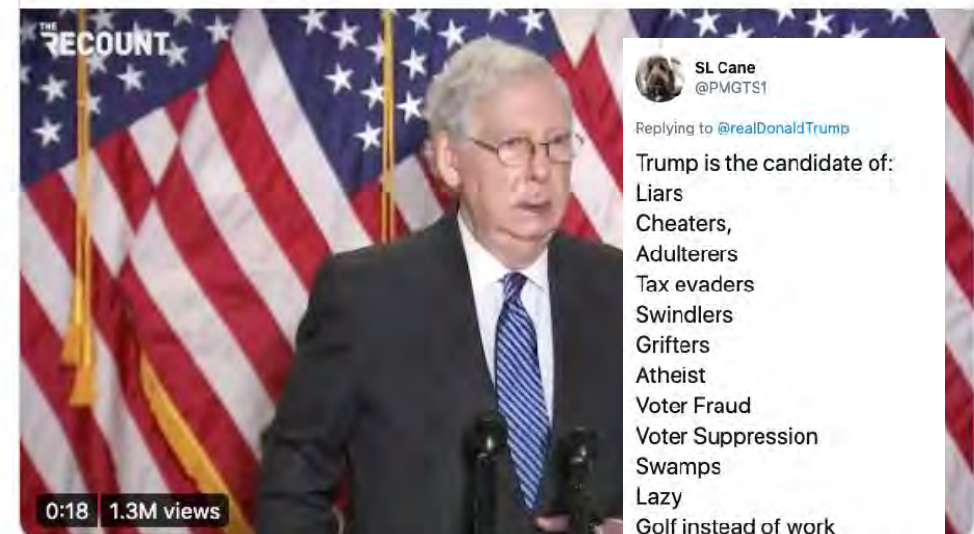 THE
RECOUNT
SL Cane
@PMGTS1
Replying to @realDonaldTrump
Trump is the candidate of:
Liars
Cheaters,
Adulterers
Tax evaders
Swindlers
Grifters
Atheist
Voter Fraud
Voter Suppression
Swamps
Lazy
Golf instead of work
0:18 1.3M views